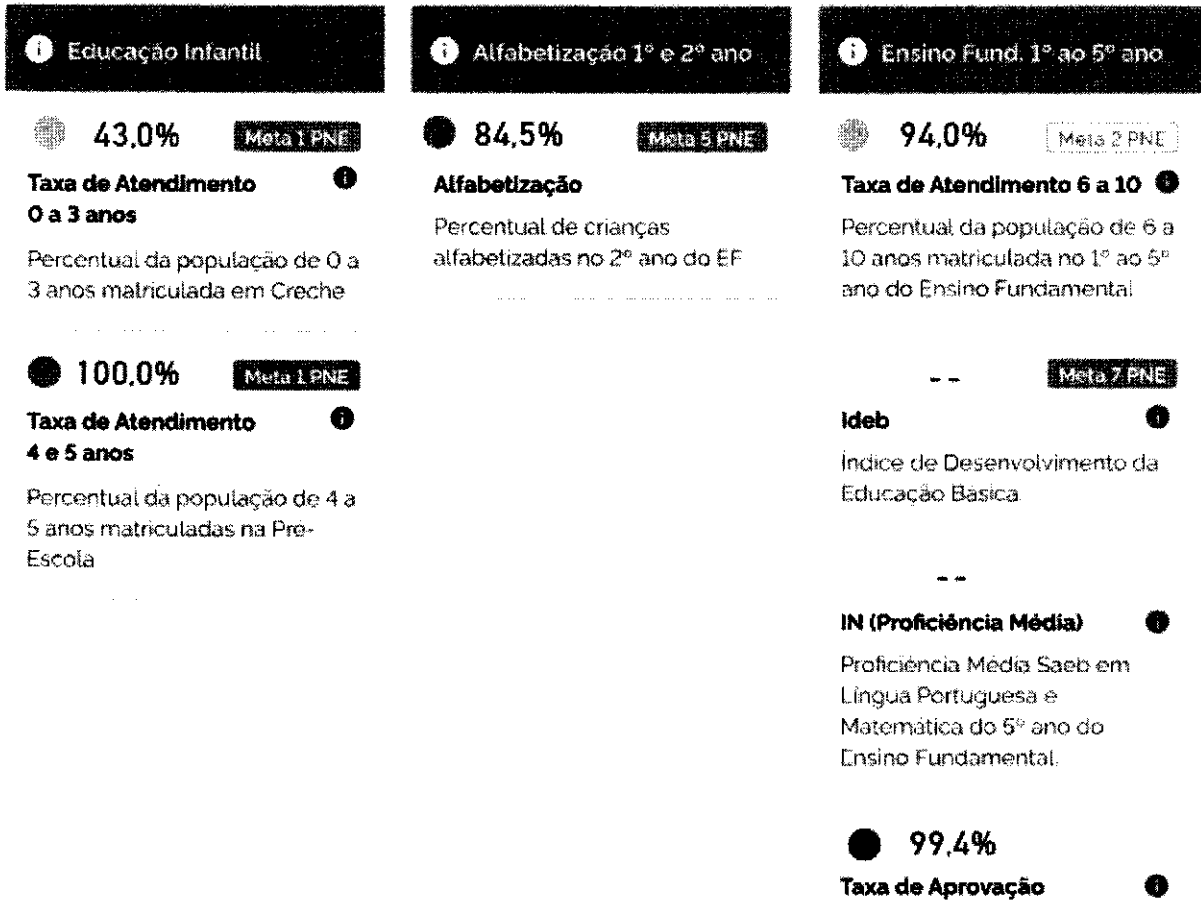 Educação Infantil
43,0% Meta 1 PNE
Taxa de Atendimento
0 a 3 anos
Percentual da população de 0 a
3 anos matriculada em Creche
100,0% Meta 1 PNE
Taxa de Atendimento
4 e 5 anos
Percentual da população de 4 a
5 anos matriculadas na Pré-
Escola
Alfabetização 1º e 2º ano
84,5% Meta 5 PNE
Alfabetização
Percentual de crianças
alfabetizadas no 2º ano do EF
Ensino Fund. 1º ao 5º ano
94,0% Meta 2 PNE
Taxa de Atendimento 6 a 10
Percentual da população de 6 a
10 anos matriculada no 1º ao 5º
ano do Ensino Fundamental
-- Meta 7 PNE
Ideb
Índice de Desenvolvimento da
Educação Básica
--
IN (Proficiência Média)
Proficiência Média Saeb em
Língua Portuguesa e
Matemática do 5º ano do
Ensino Fundamental.
99,4%
Taxa de Aprovação